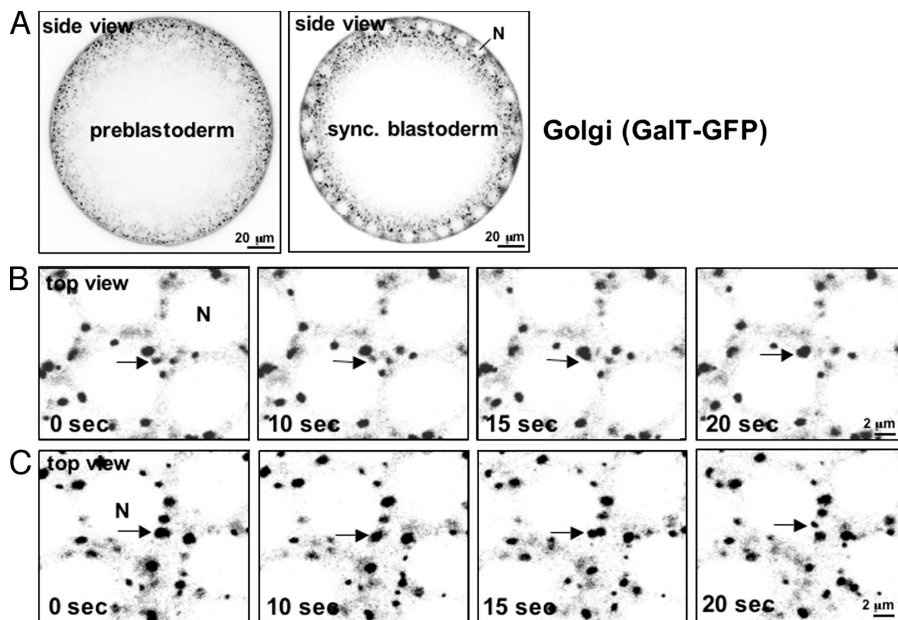 A
side view
preblastoderm
20 µm
side view
N
sync. blastoderm
20 µm
Golgi (GalT-GFP)
B
top view
N
0 sec
10 sec
15 sec
20 sec
2 µm
C
top view
N
0 sec
10 sec
15 sec
20 sec
2 µm